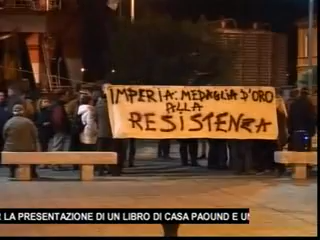 IMPERIA: MEDAGLIA D'ORO
ALLA
RESISTENZA
R LA PRESENTAZIONE DI UN LIBRO DI CASA PAOUND E UN